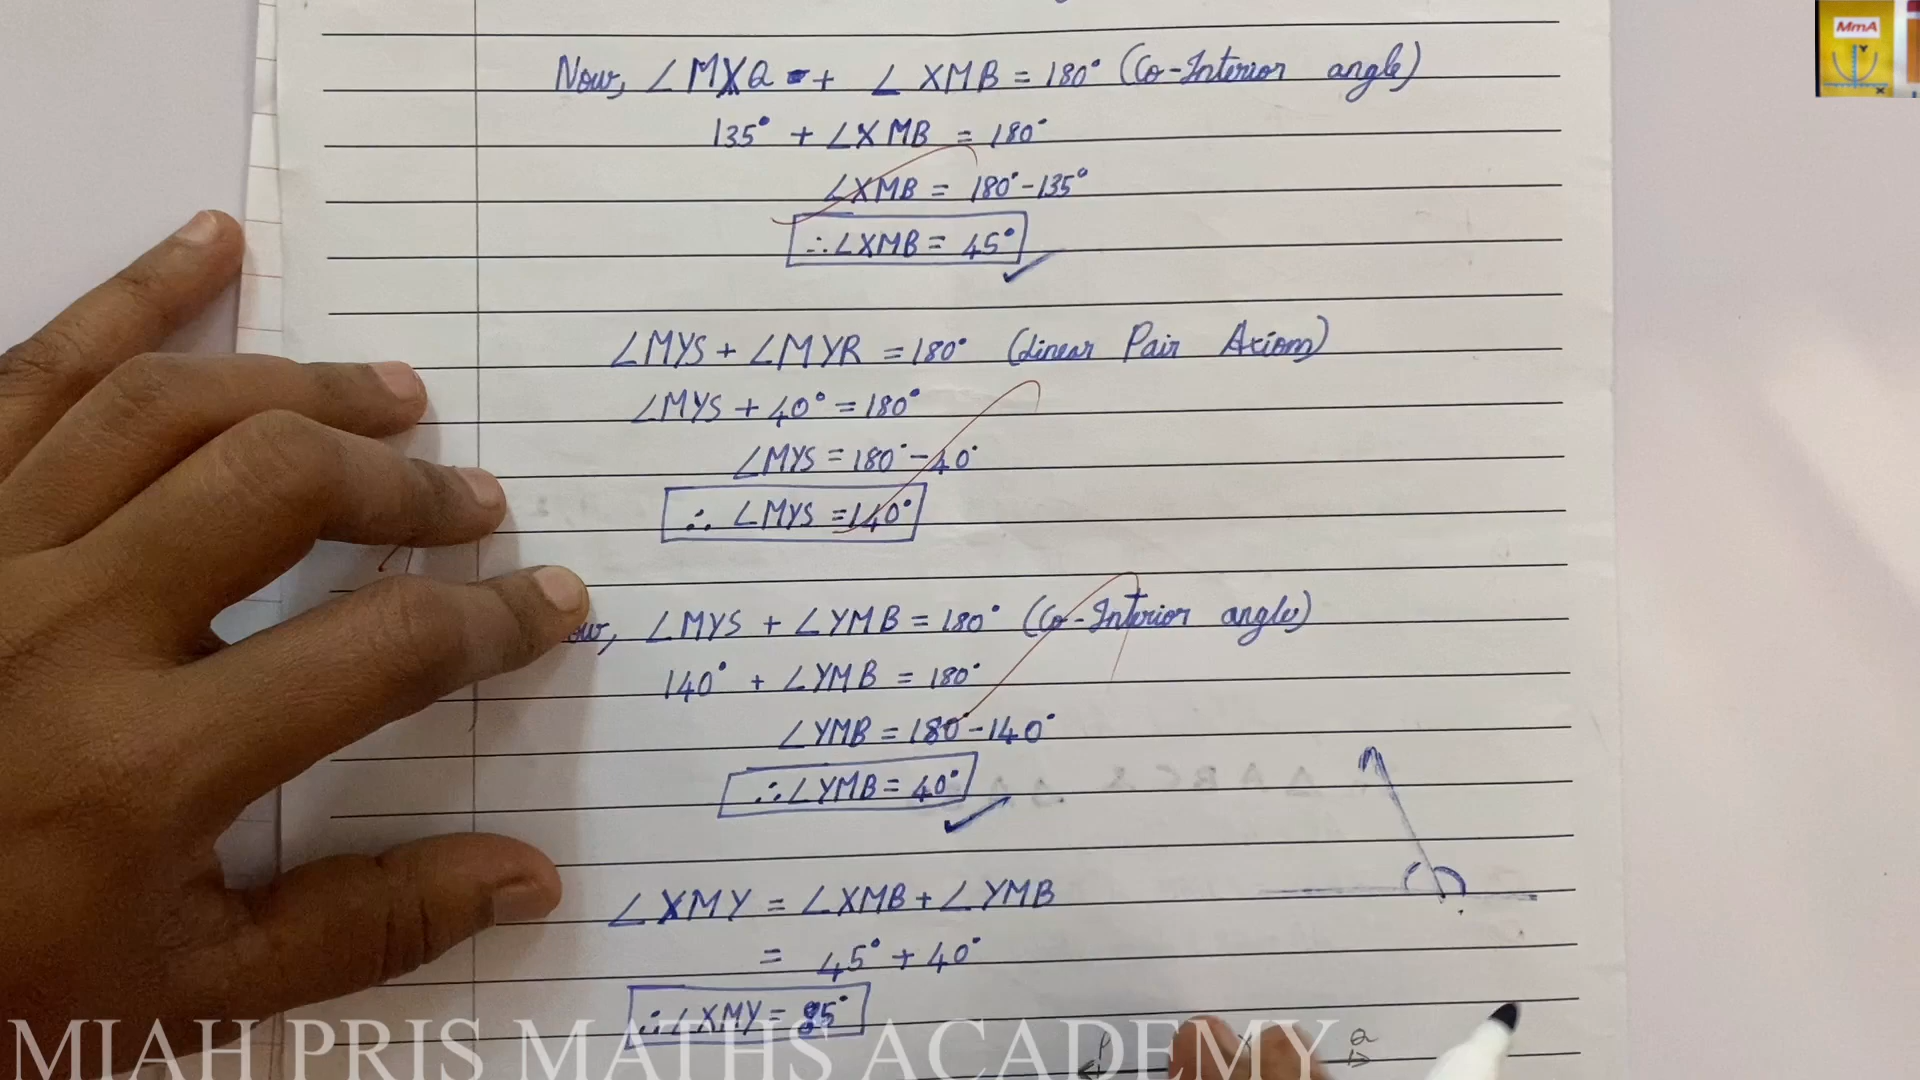 Now, ∠MXQ + ∠XMB = 180° (Co-Interior angle)
135° + ∠XMB = 180°
∠XMB = 180° - 135°
∴ ∠XMB = 45°
∠MYS + ∠MYR = 180° (Linear Pair Axiom)
∠MYS + 40° = 180°
∠MYS = 180° - 40°
∴ ∠MYS = 140°
∠MYS + ∠YMB = 180° (Co-Interior angle)
140° + ∠YMB = 180°
∠YMB = 180° - 140°
∴ ∠YMB = 40°
∠XMY = ∠XMB + ∠YMB
= 45° + 40°
∴ ∠XMY = 85°
P X Q
MIAH PRIS MATHS ACADEMY
MmA
Y
X